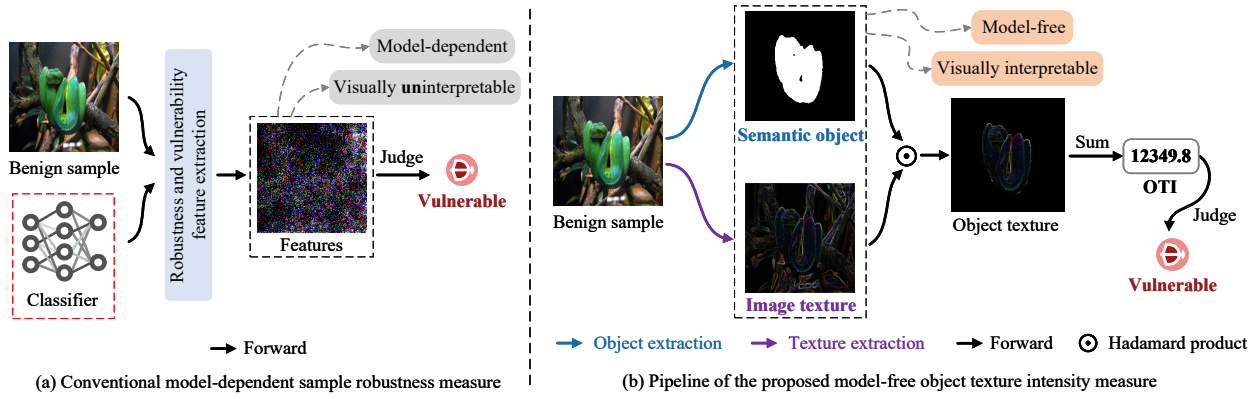 Benign sample
Classifier
Robustness and vulnerability
feature extraction
Model-dependent
Visually uninterpretable
Features
Judge
Vulnerable
Forward
(a) Conventional model-dependent sample robustness measure
Benign sample
Semantic object
Image texture
Model-free
Visually interpretable
Object texture
Sum
12349.8
OTI
Judge
Vulnerable
Object extraction
Texture extraction
Forward
Hadamard product
(b) Pipeline of the proposed model-free object texture intensity measure